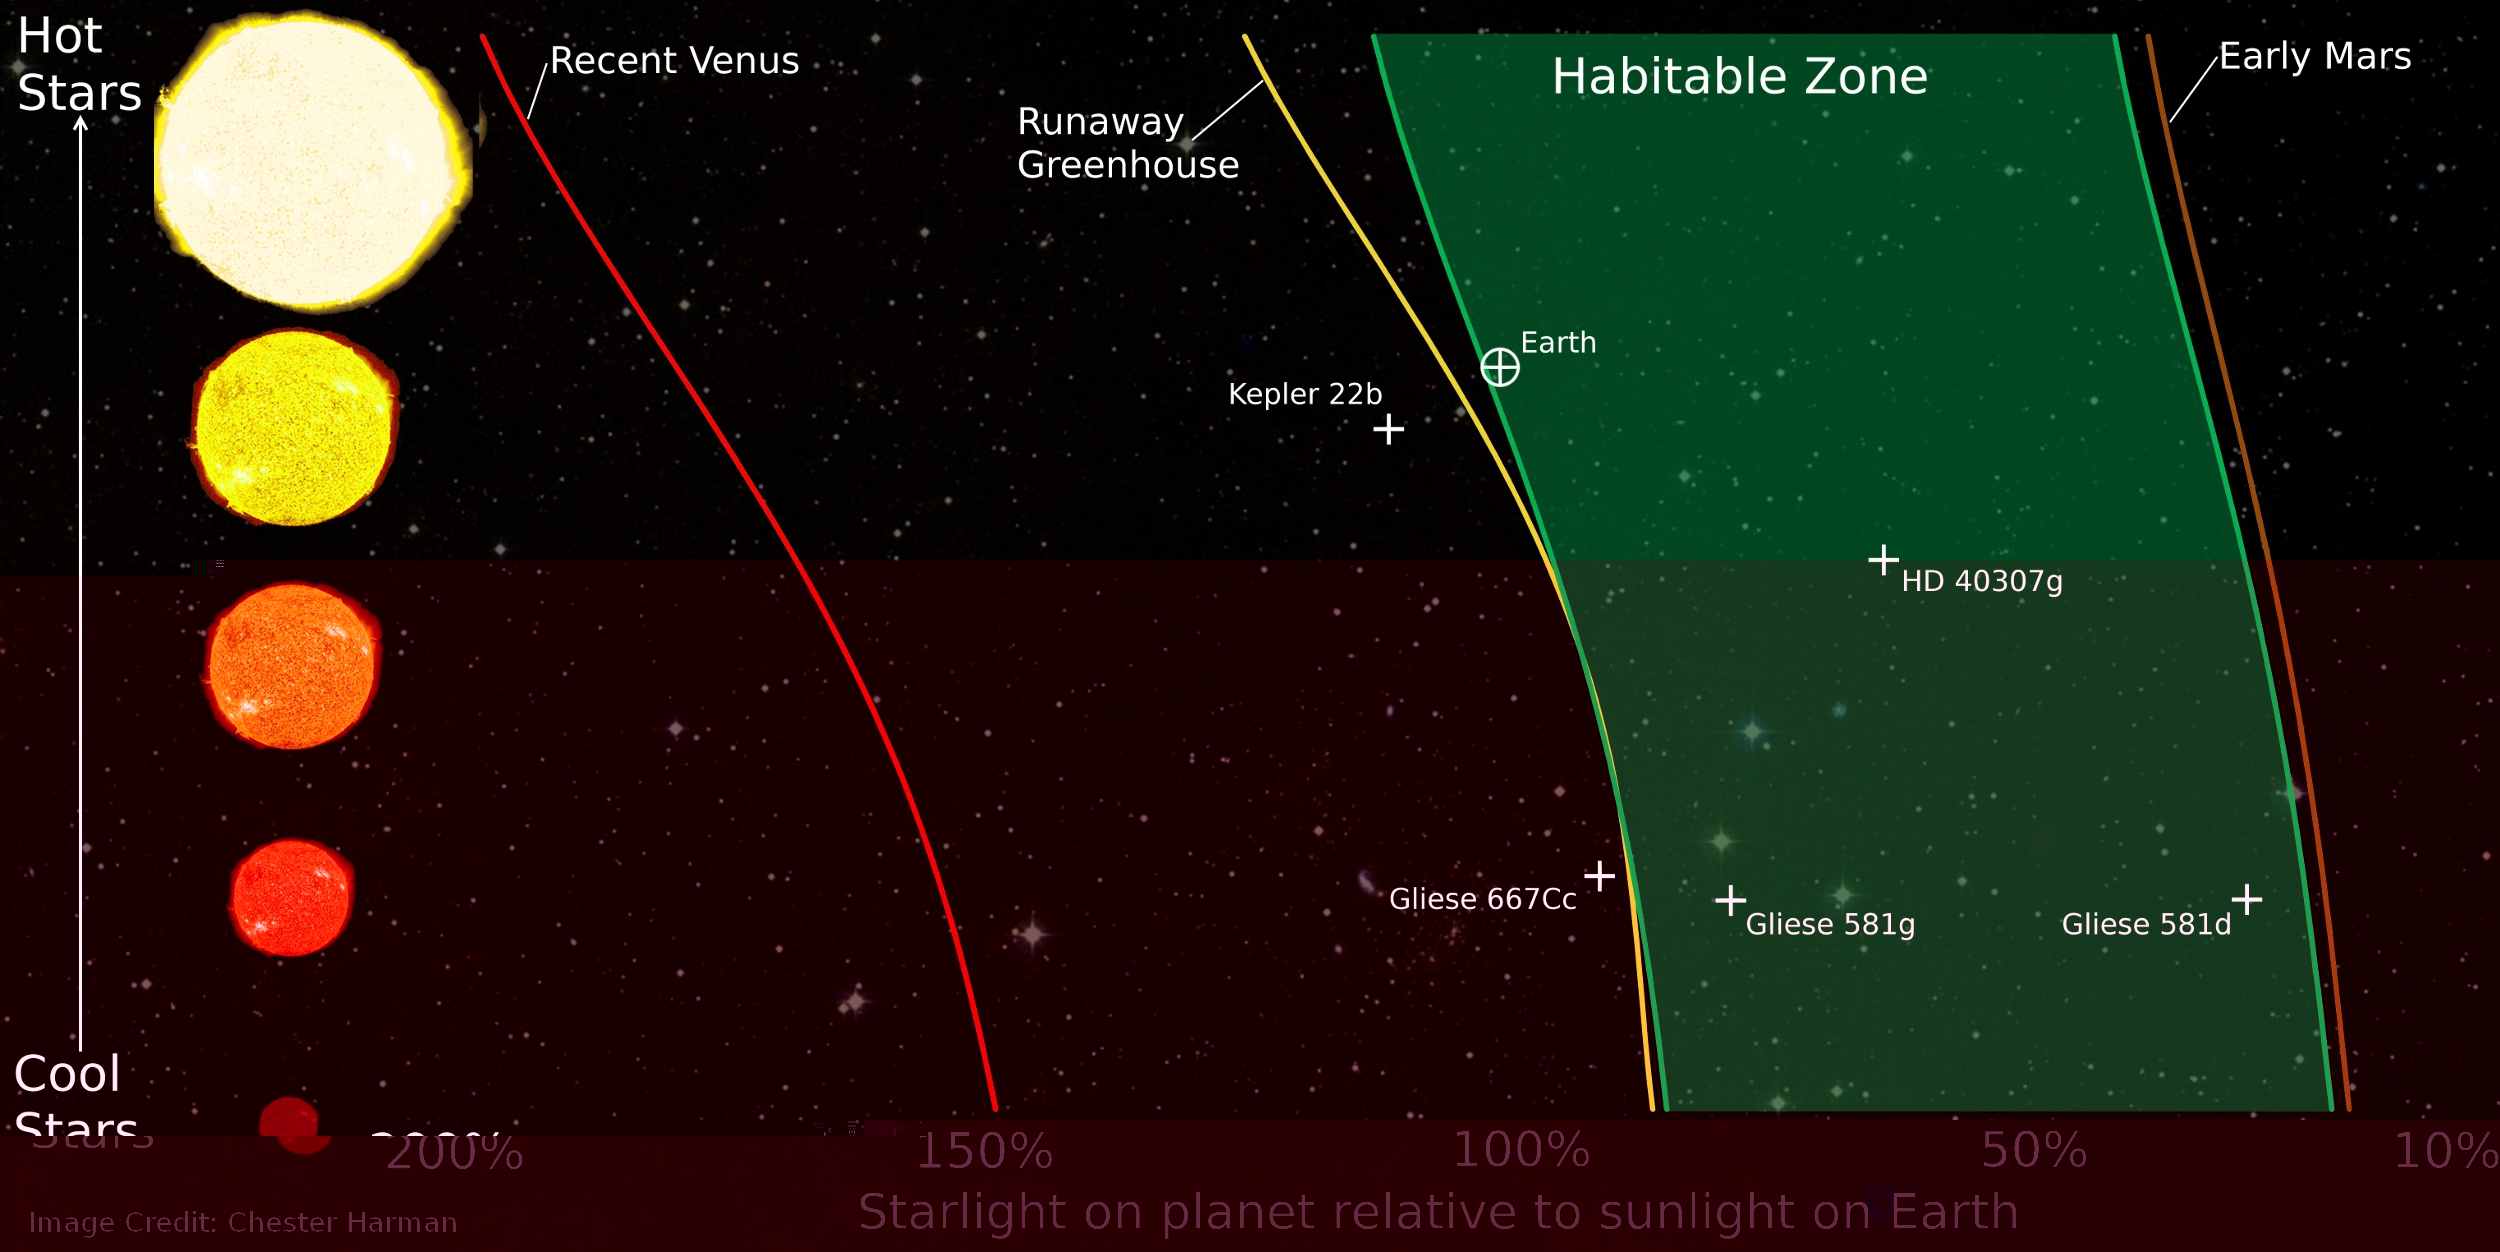 Hot
Stars
Recent Venus
Runaway
Greenhouse
Habitable Zone
Early Mars
Earth
Kepler 22b
HD 40307g
Gliese 667Cc
Gliese 581g
Gliese 581d
Cool
Stars
200%
150%
100%
50%
10%
Starlight on planet relative to sunlight on Earth
Image Credit: Chester Harman